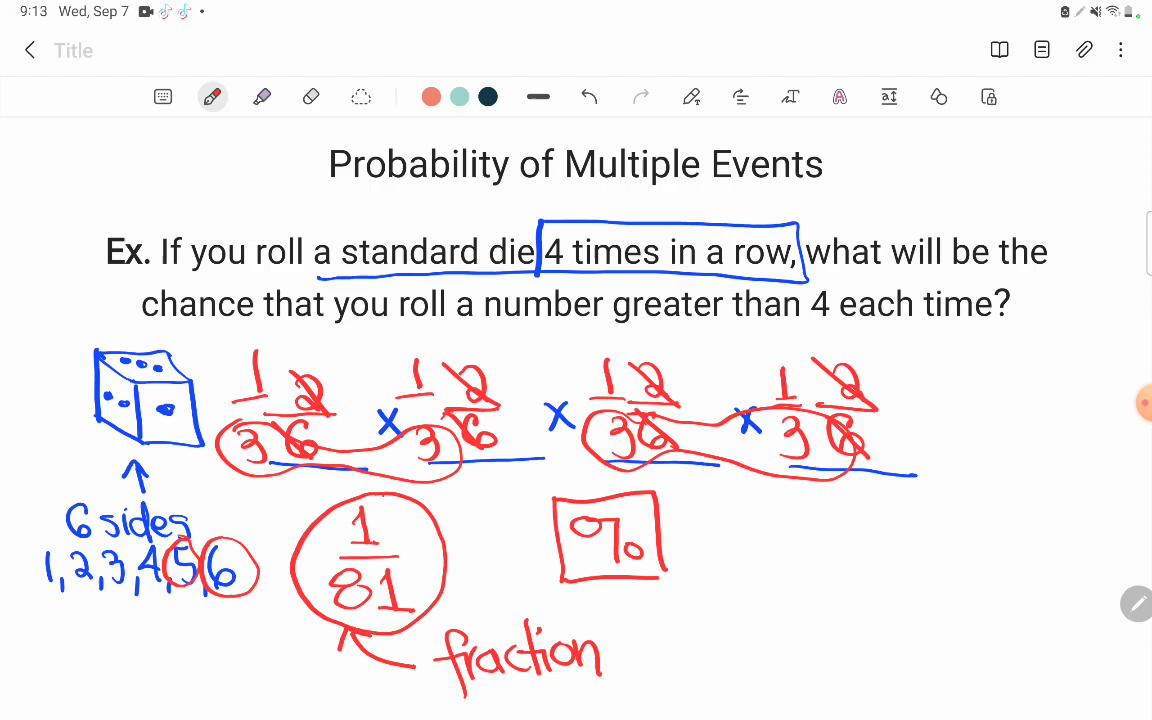 9:13 Wed, Sep 7
Title
Probability of Multiple Events
Ex. If you roll a standard die 4 times in a row, what will be the
chance that you roll a number greater than 4 each time?
1 2 1 2 1 2 1 2
3 6 × 3 6 × 3 6 × 3 6
6 sides
1,2,3,4,5,6
1
81
%
fraction